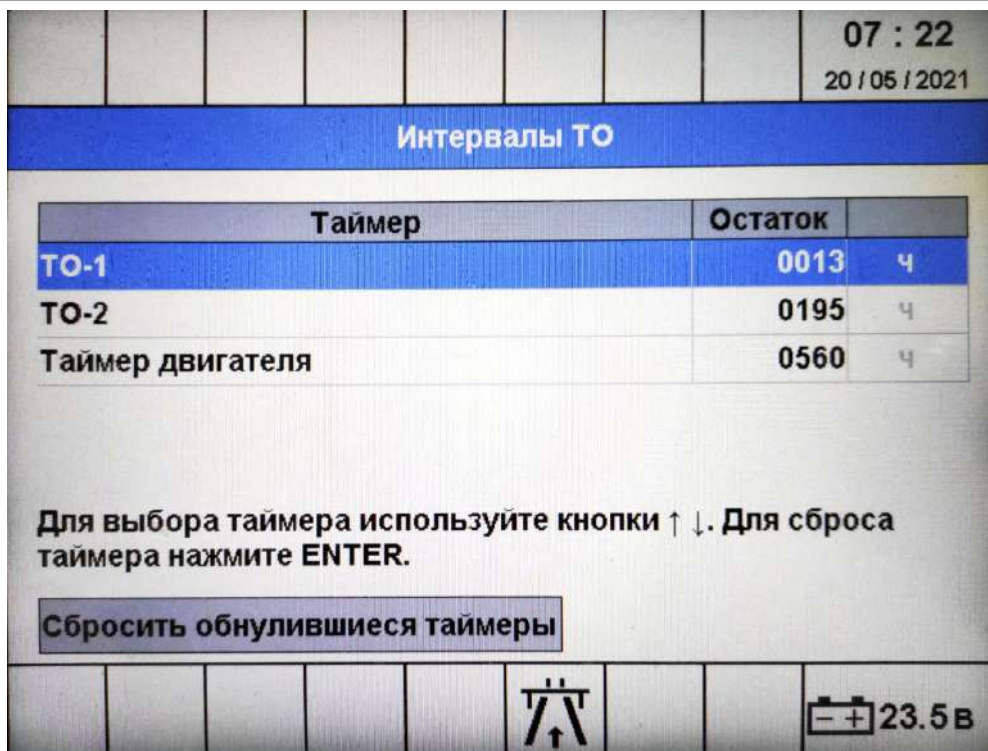 07 : 22
20 / 05 / 2021
Интервалы ТО
Таймер Остаток
ТО-1 0013 ч
ТО-2 0195 ч
Таймер двигателя 0560 ч
Для выбора таймера используйте кнопки ↑ ↓. Для сброса
таймера нажмите ENTER.
Сбросить обнулившиеся таймеры
- + 23.5 в